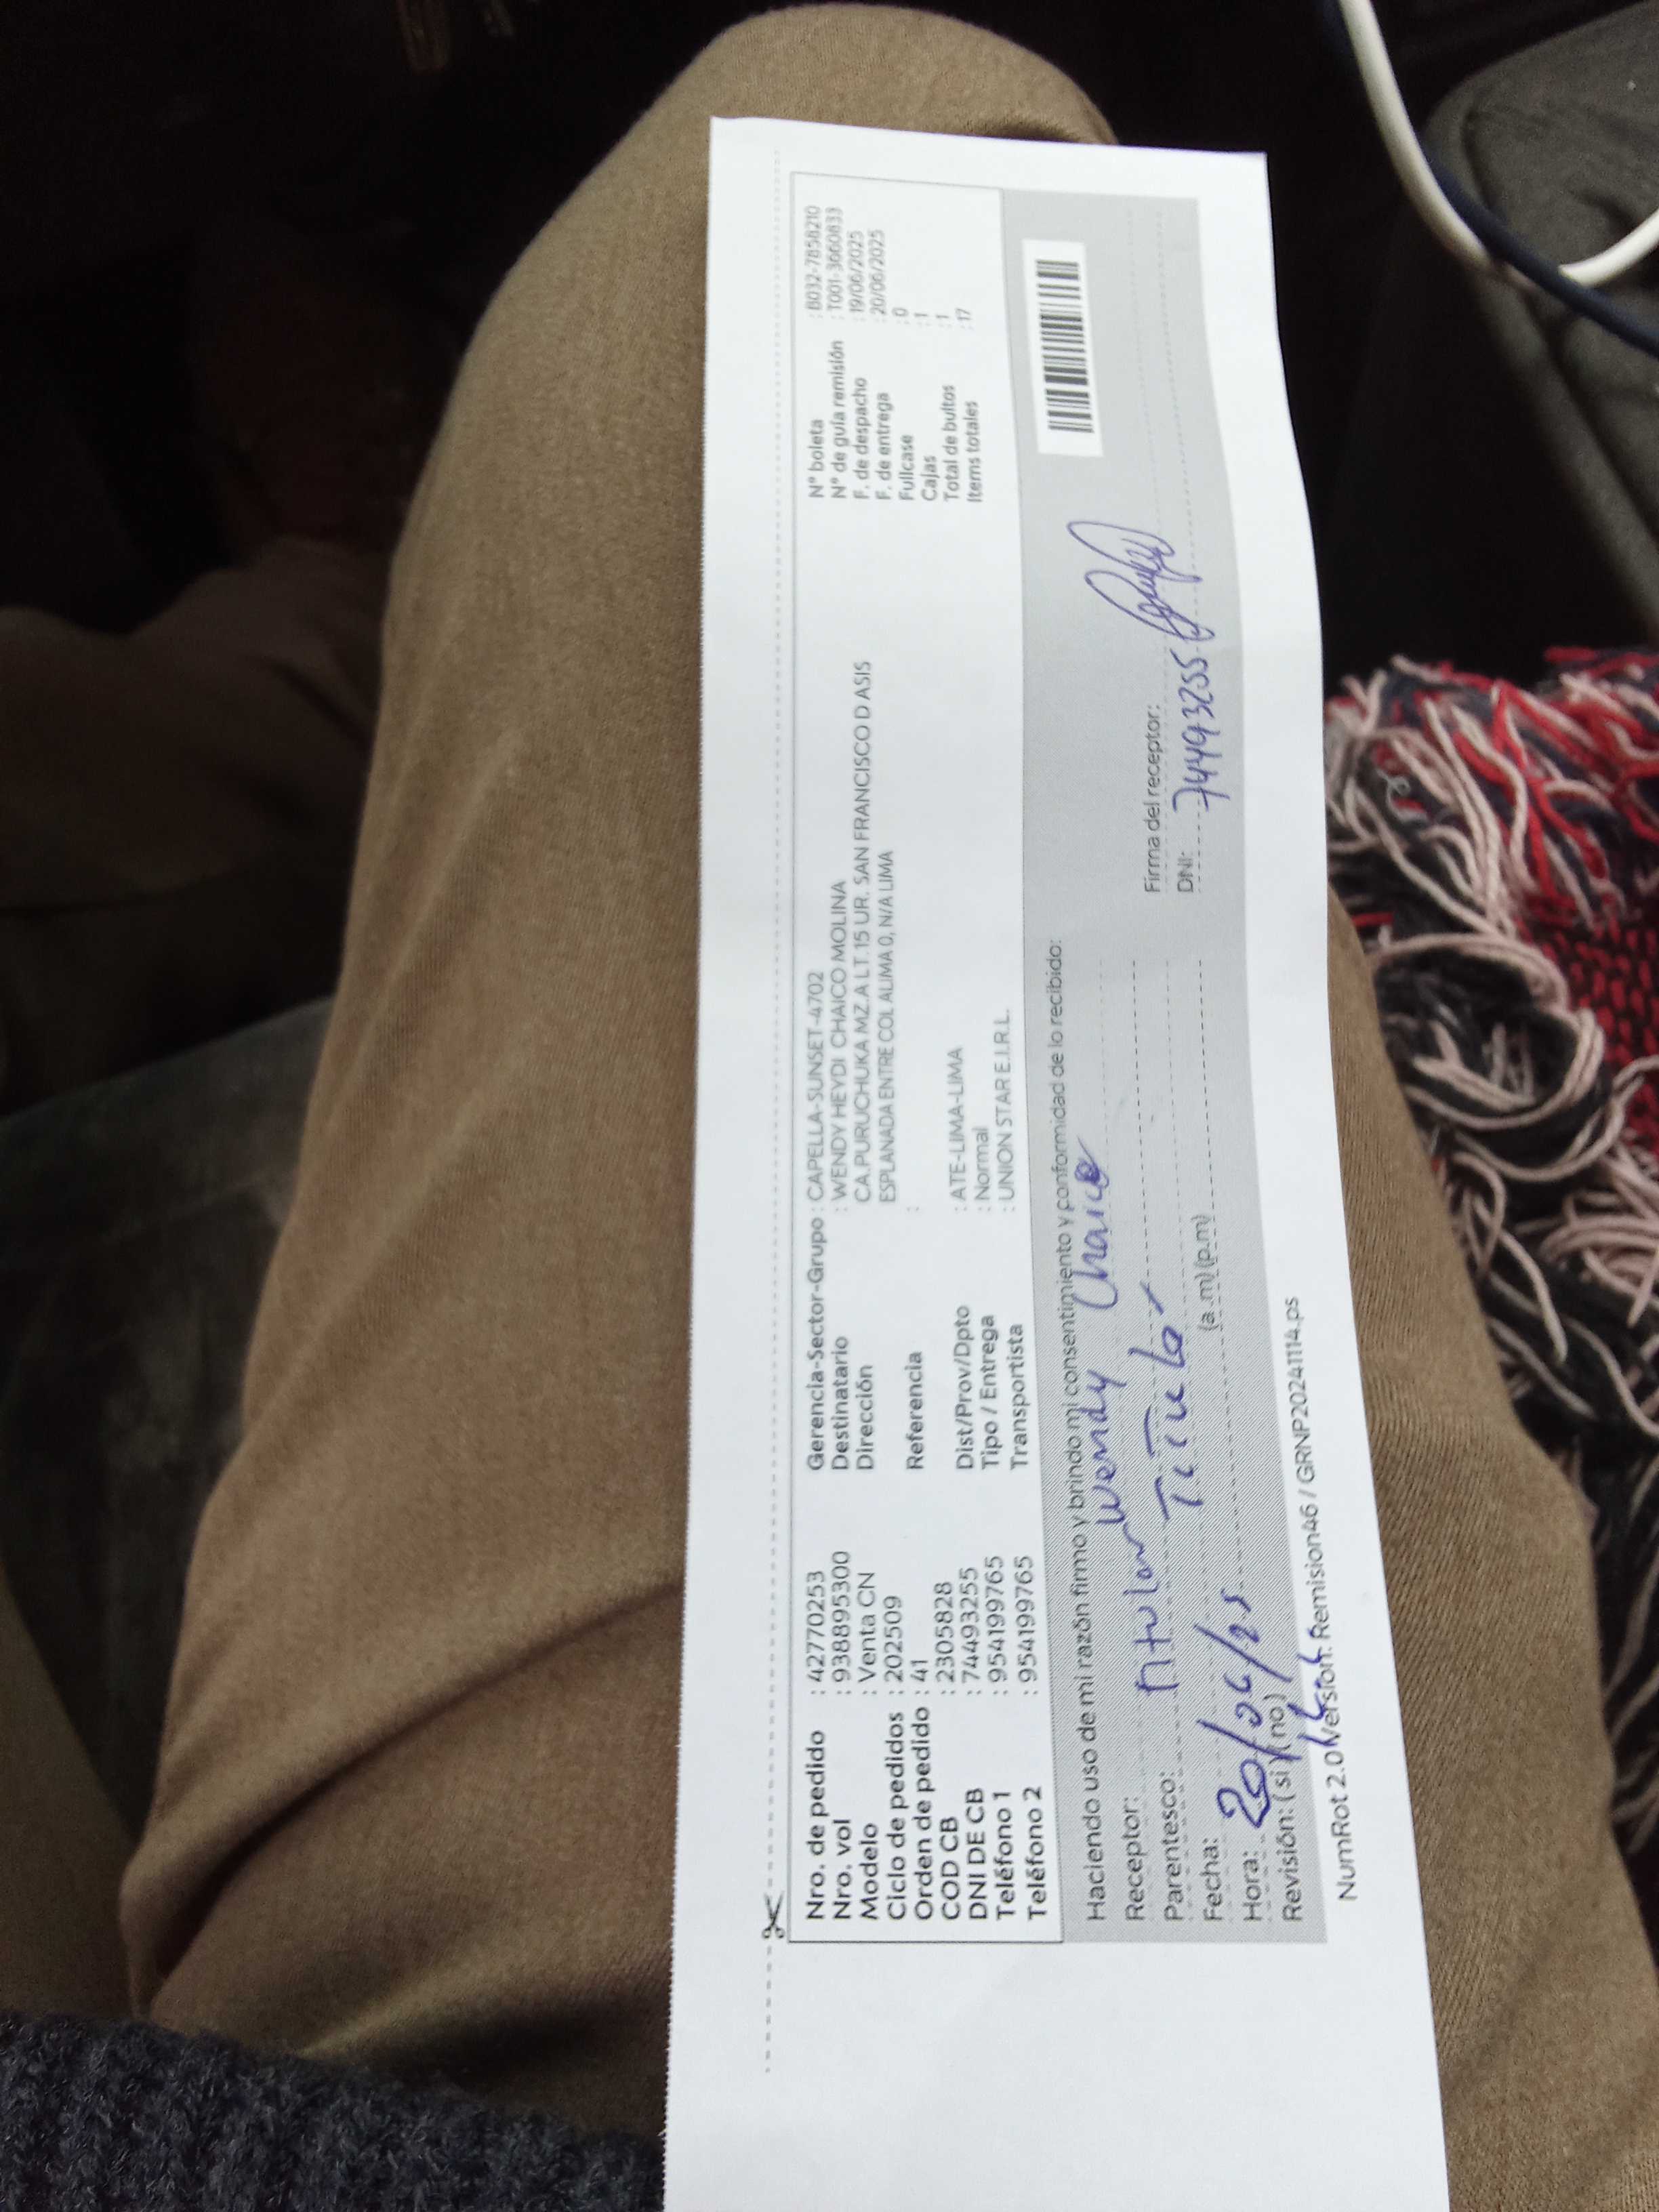 Nro. de pedido : 42770253
Nro. vol : 9388895300
Modelo : Venta CN
Ciclo de pedidos : 202509
Orden de pedido : 41
COD CB : 23058828
DNI DE CB : 74493255
Teléfono 1 : 954199765
Teléfono 2 : 954199765
Gerencia-Sector-Grupo : CAPELLA-SUNSET-4702
Destinatario : WENDY HEYDI CHAICO MOLINA
Dirección CA.PURUCHUKA MZ.A LT. 15 UR. SAN FRANCISCO D ASIS
ESPLANADA ENTRE COL ALIMA 0, N/A LIMA
Referencia :
Dist/Prov/Dpto : ATE-LIMA-LIMA
Tipo / Entrega : Normal
Transportista : UNION STAR E.I.R.L.
N° boleta : B032-7858210
N° de guía remisión : T001-3660833
F. de despacho : 19/06/2025
F. de entrega : 20/06/2025
Fullcase : 0
Cajas : 1
Total de bultos : 1
Items totales : 17
Haciendo uso de mi razón firmo y brindo mi consentimiento y conformidad de lo recibido:
Receptor: Wendy Chaico
Parentesco: Titular
Fecha: 20/06/25
Hora: (a.m) (p.m)
Revisión: ( si ) ( no )
Firma del receptor:
DNI: 74493255
NumRot 2.0 Version: Remision46 / GRNP20241114.ps